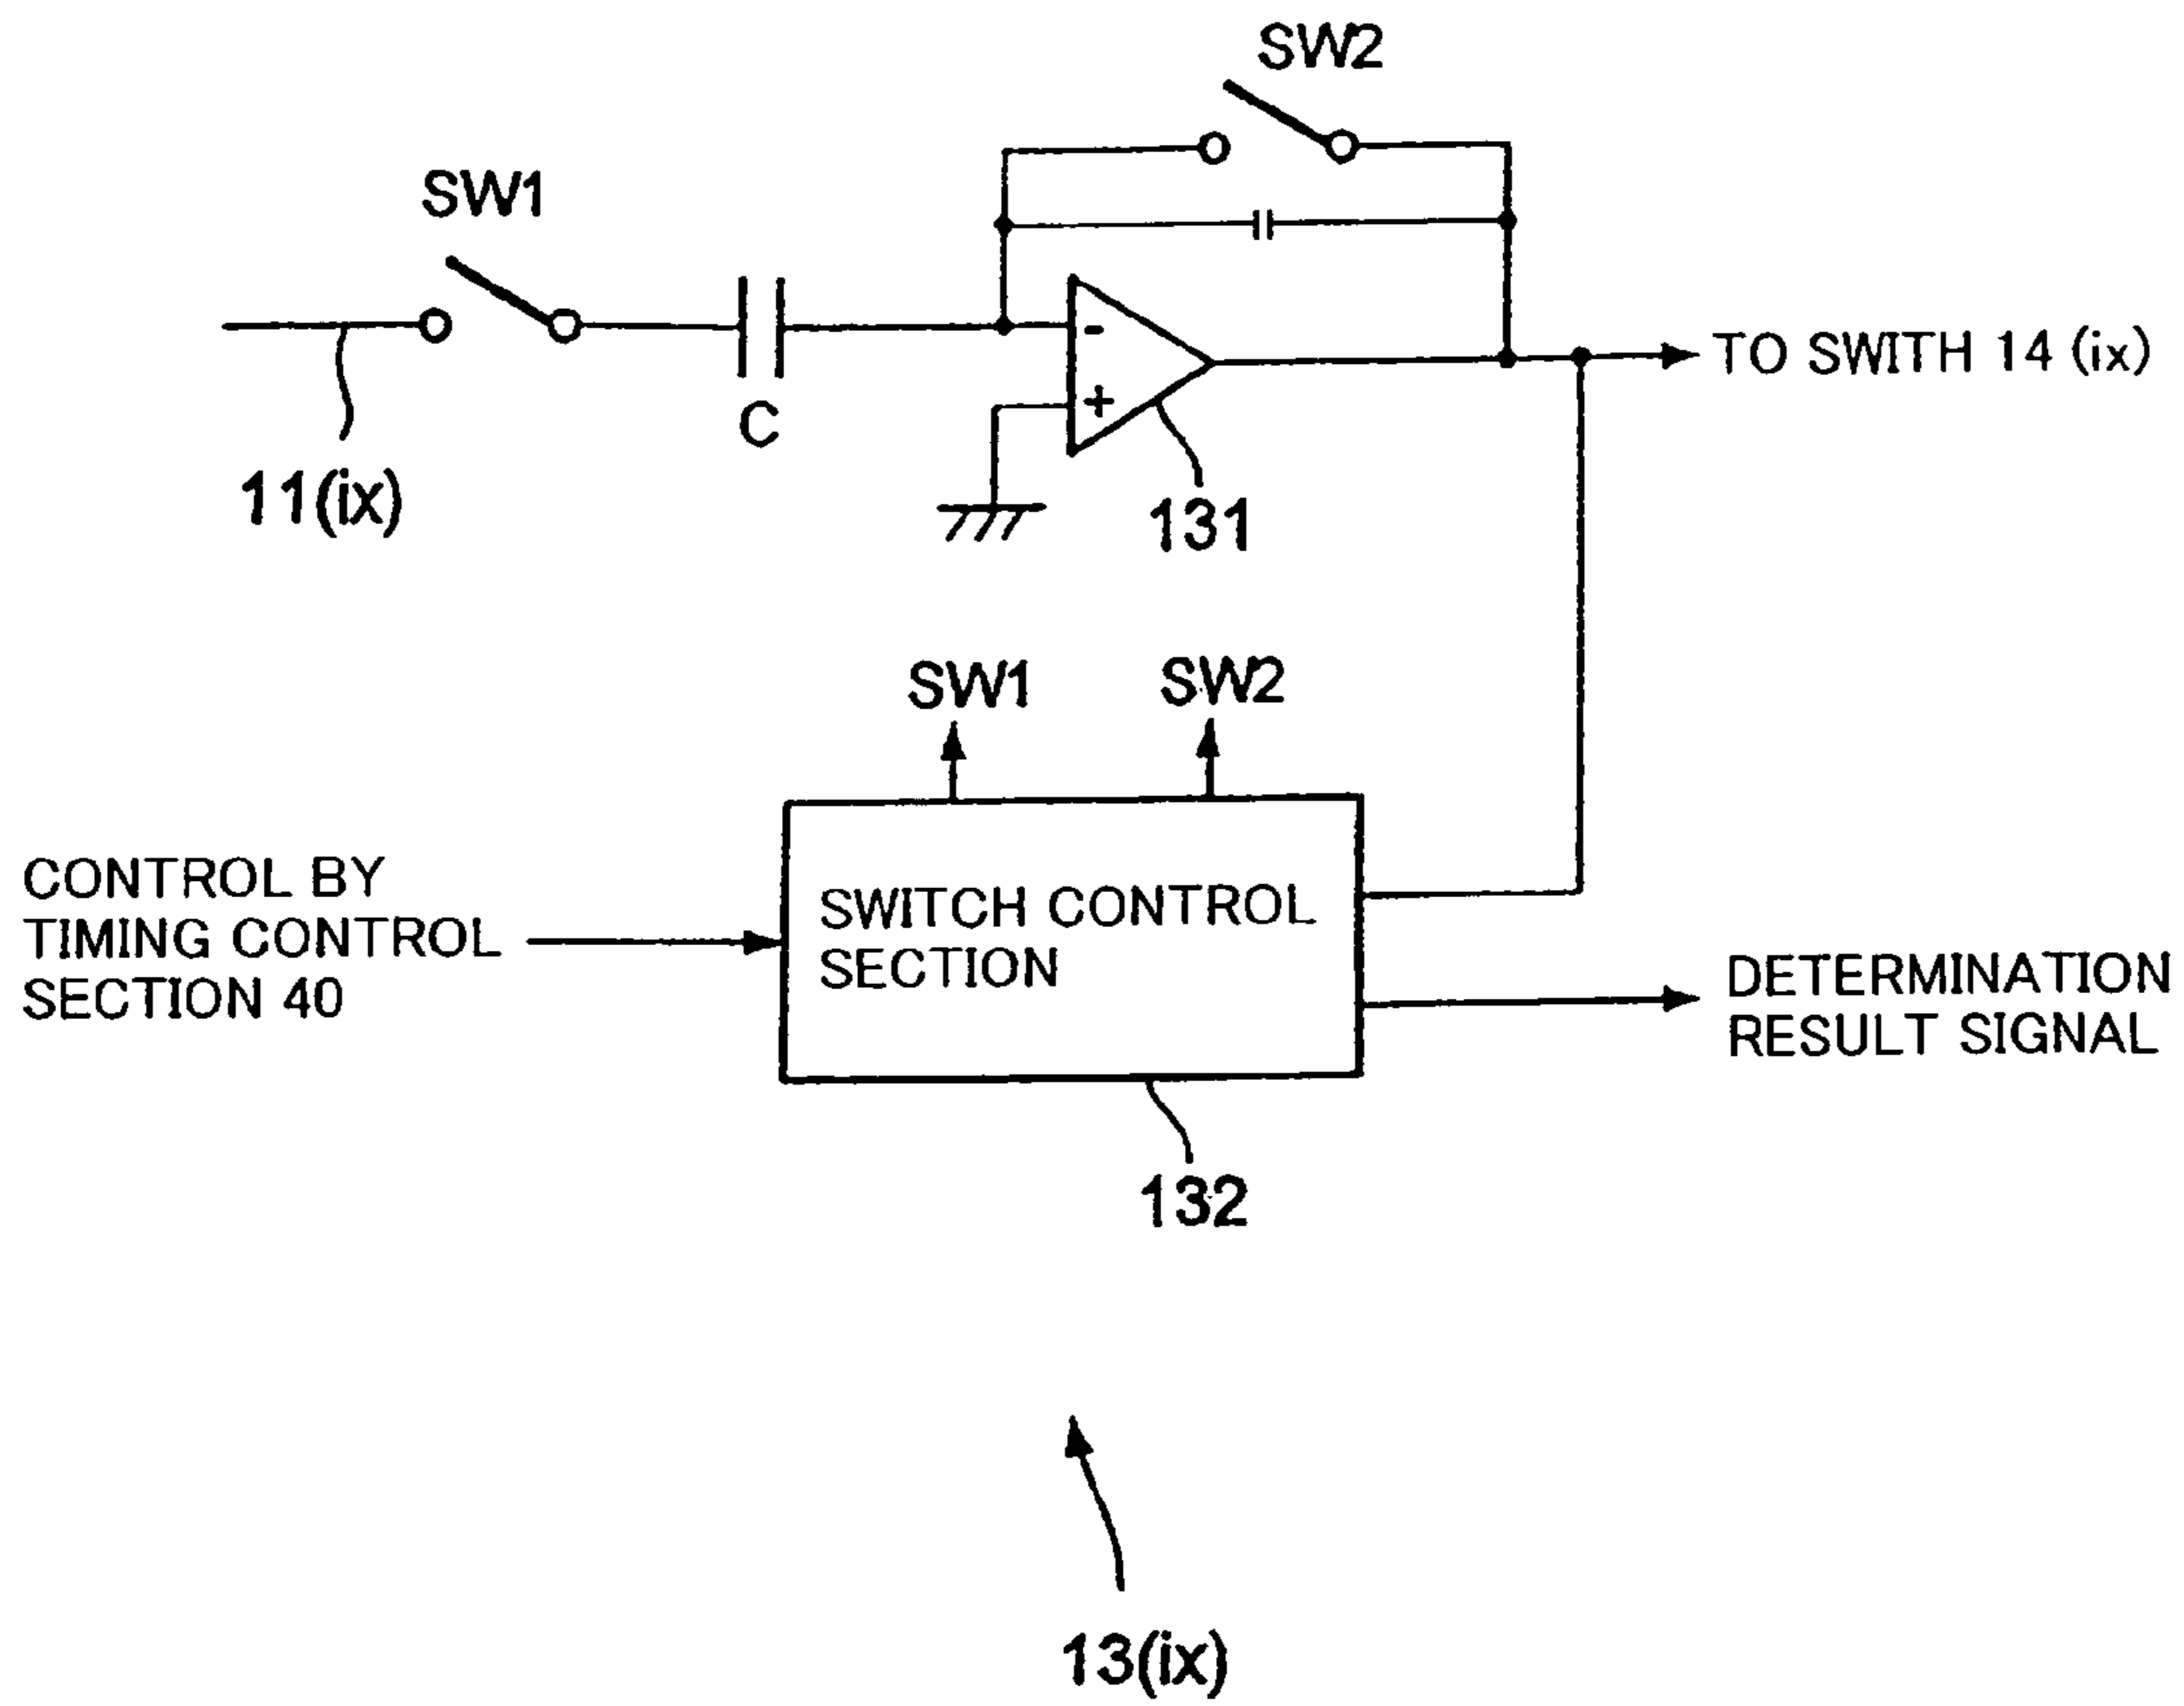 SW2
SW1
C
-
+
TO SWITH 14 (ix)
11(ix)
131
SW1
SW2
CONTROL BY
TIMING CONTROL
SECTION 40
SWITCH CONTROL
SECTION
DETERMINATION
RESULT SIGNAL
132
13(ix)